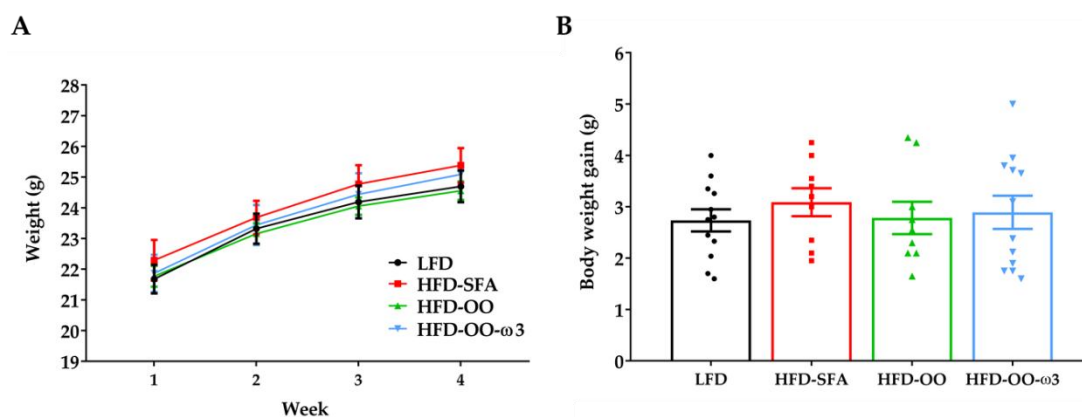 A
Weight (g)
28
27
26
25
24
23
22
21
20
19
1 2 3 4
Week
LFD
HFD-SFA
HFD-OO
HFD-OO-ω3
B
Body weight gain (g)
6
5
4
3
2
1
0
LFD HFD-SFA HFD-OO HFD-OO-ω3